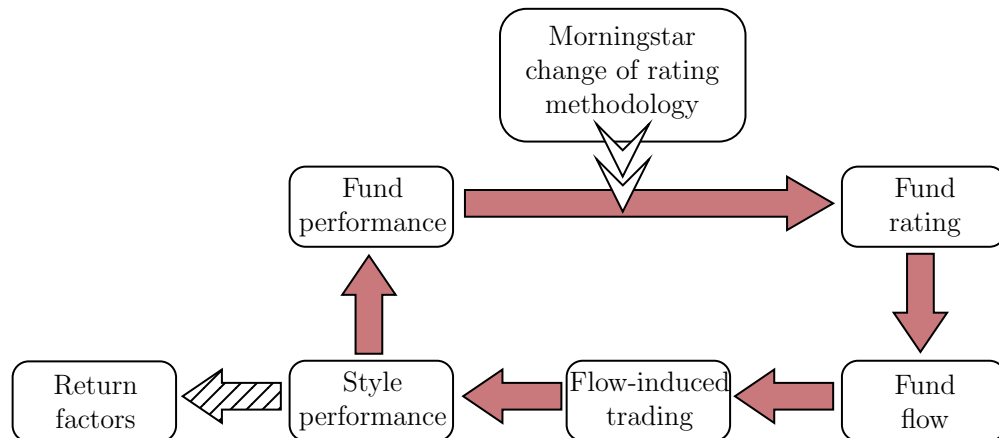 Morningstar
change of rating
methodology
Fund
performance
Fund
rating
Return
factors
Style
performance
Flow-induced
trading
Fund
flow